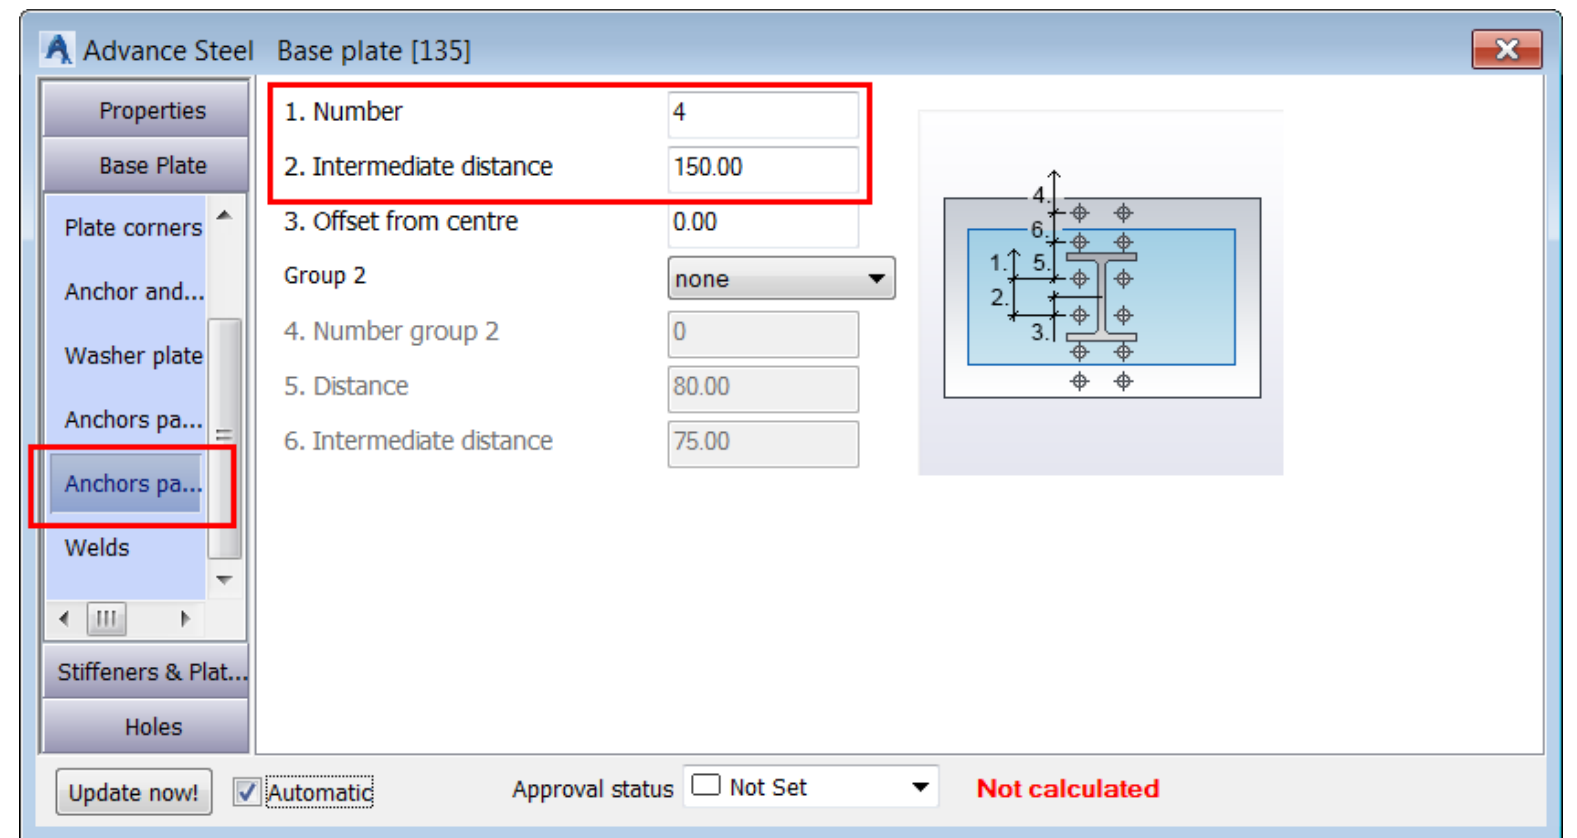 Advance Steel Base plate [135]
Properties
Base Plate
Plate corners
Anchor and...
Washer plate
Anchors pa...
Anchors pa...
Welds
Stiffeners & Plat...
Holes
1. Number 4
2. Intermediate distance 150.00
3. Offset from centre 0.00
Group 2 none
4. Number group 2 0
5. Distance 80.00
6. Intermediate distance 75.00
4.
6.
1. 5.
2.
3.
Update now! Automatic Approval status Not Set Not calculated